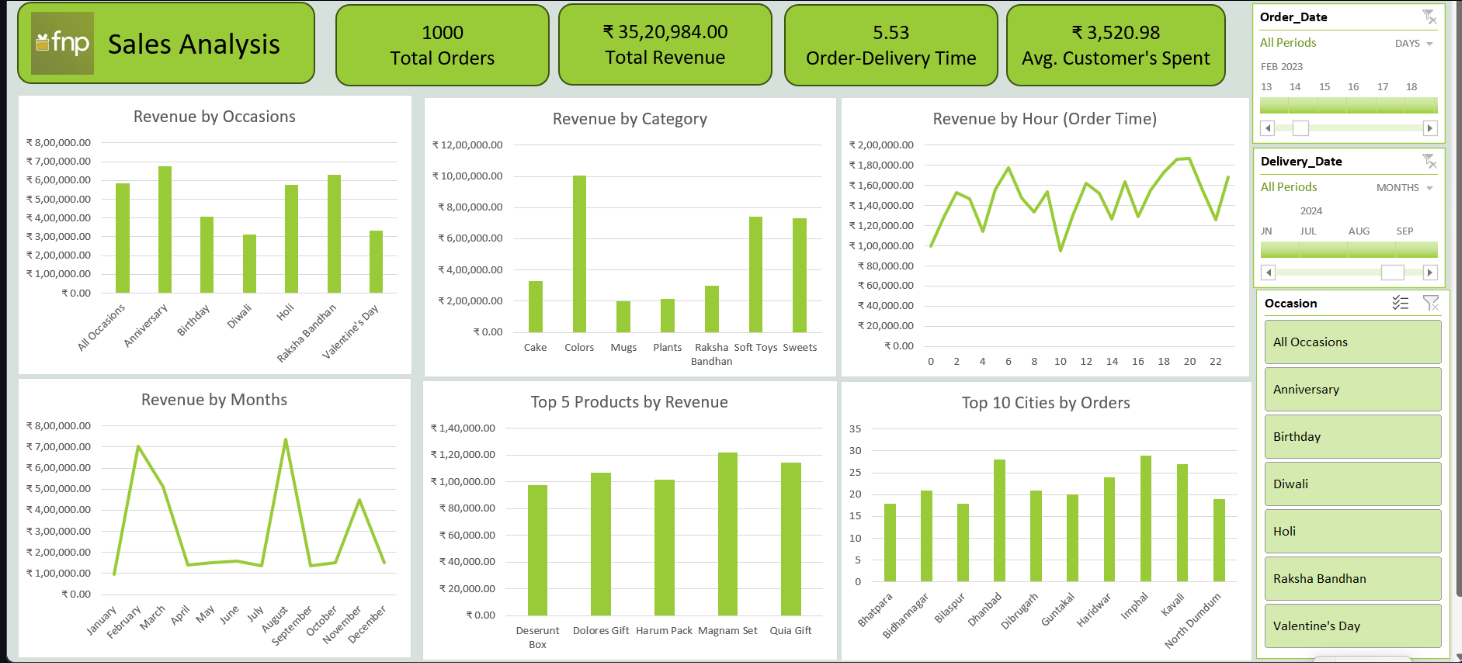 fnp
Sales Analysis
1000
Total Orders
₹ 35,20,984.00
Total Revenue
5.53
Order-Delivery Time
₹ 3,520.98
Avg. Customer's Spent
Order_Date
All Periods
DAYS
FEB 2023
13 14 15 16 17 18
Delivery_Date
All Periods
MONTHS
2024
JN JUL AUG SEP
Occasion
All Occasions
Anniversary
Birthday
Diwali
Holi
Raksha Bandhan
Valentine's Day
Revenue by Occasions
₹ 8,00,000.00
₹ 7,00,000.00
₹ 6,00,000.00
₹ 5,00,000.00
₹ 4,00,000.00
₹ 3,00,000.00
₹ 2,00,000.00
₹ 1,00,000.00
₹ 0.00
All Occasions
Anniversary
Birthday
Diwali
Holi
Raksha Bandhan
Valentine's Day
Revenue by Category
₹ 12,00,000.00
₹ 10,00,000.00
₹ 8,00,000.00
₹ 6,00,000.00
₹ 4,00,000.00
₹ 2,00,000.00
₹ 0.00
Cake Colors Mugs Plants Raksha Soft Toys Sweets
Bandhan
Revenue by Hour (Order Time)
₹ 2,00,000.00
₹ 1,80,000.00
₹ 1,60,000.00
₹ 1,40,000.00
₹ 1,20,000.00
₹ 1,00,000.00
₹ 80,000.00
₹ 60,000.00
₹ 40,000.00
₹ 20,000.00
₹ 0.00
0 2 4 6 8 10 12 14 16 18 20 22
Revenue by Months
₹ 8,00,000.00
₹ 7,00,000.00
₹ 6,00,000.00
₹ 5,00,000.00
₹ 4,00,000.00
₹ 3,00,000.00
₹ 2,00,000.00
₹ 1,00,000.00
₹ 0.00
January
February
March
April
May
June
July
August
September
October
November
December
Top 5 Products by Revenue
₹ 1,40,000.00
₹ 1,20,000.00
₹ 1,00,000.00
₹ 80,000.00
₹ 60,000.00
₹ 40,000.00
₹ 20,000.00
₹ 0.00
Deserunt Dolores Gift Harum Pack Magnam Set Quia Gift
Box
Top 10 Cities by Orders
35
30
25
20
15
10
5
0
Bhatpara
Bidhannagar
Bilaspur
Dhanbad
Dibrugarh
Guntakal
Haridwar
Imphal
Kavali
North Dumdum